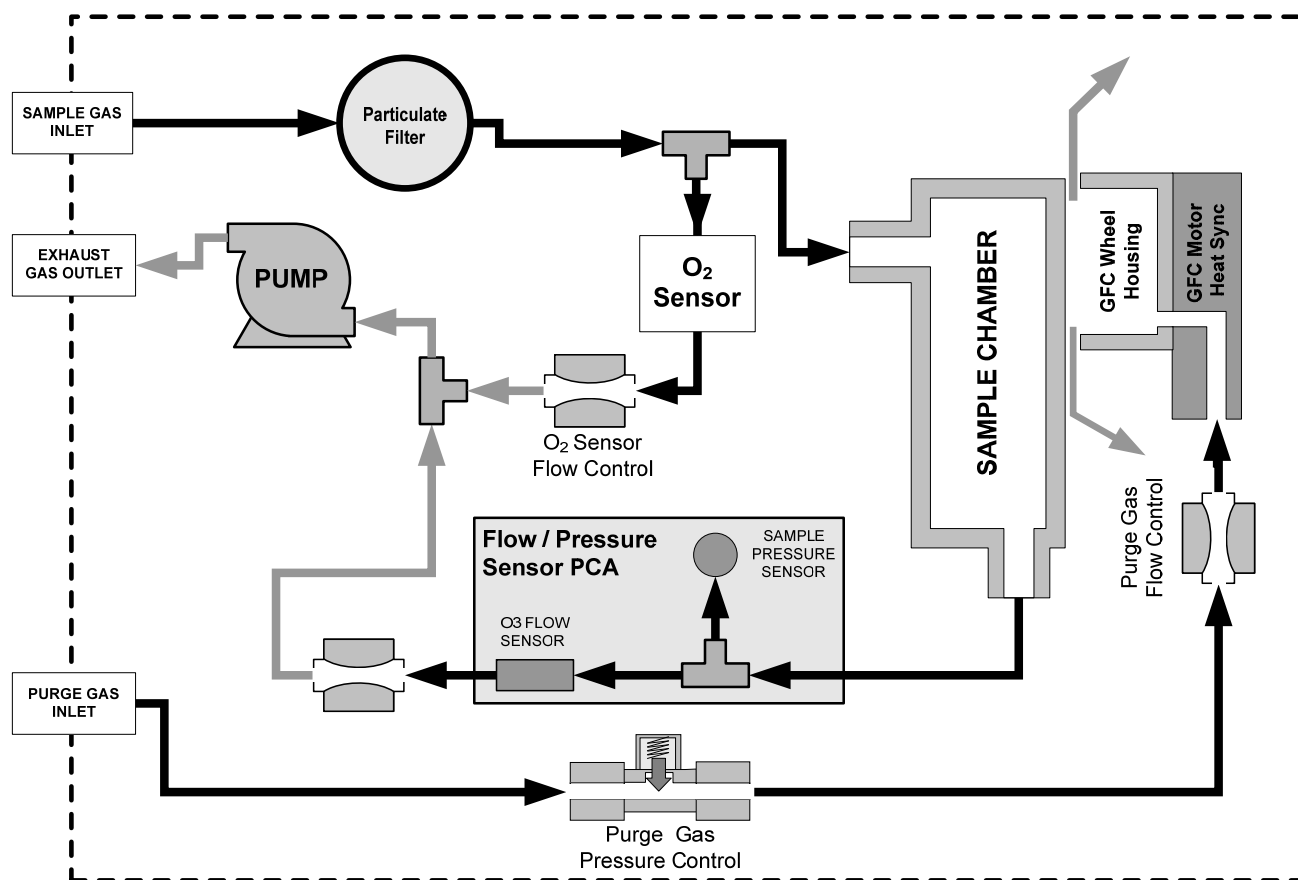 SAMPLE GAS
INLET
Particulate
Filter
EXHAUST
GAS OUTLET
PUMP
O₂
Sensor
SAMPLE CHAMBER
GFC Wheel
Housing
GFC Motor
Heat Sync
O₂ Sensor
Flow Control
Purge Gas
Flow Control
Flow / Pressure
Sensor PCA
SAMPLE
PRESSURE
SENSOR
O3 FLOW
SENSOR
PURGE GAS
INLET
Purge Gas
Pressure Control